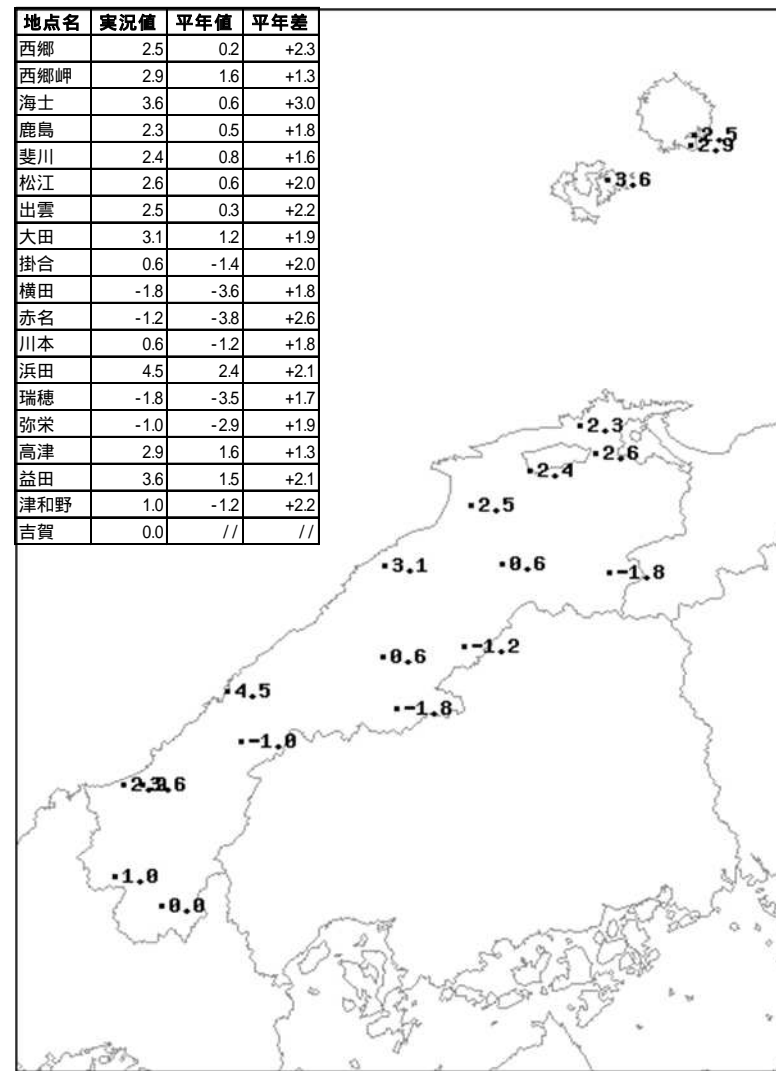 地点名 実況値 平年値 平年差
西郷 2.5 0.2 +2.3
西郷岬 2.9 1.6 +1.3
海士 3.6 0.6 +3.0
鹿島 2.3 0.5 +1.8
斐川 2.4 0.8 +1.6
松江 2.6 0.6 +2.0
出雲 2.5 0.3 +2.2
大田 3.1 1.2 +1.9
掛合 0.6 -1.4 +2.0
横田 -1.8 -3.6 +1.8
赤名 -1.2 -3.8 +2.6
川本 0.6 -1.2 +1.8
浜田 4.5 2.4 +2.1
瑞穂 -1.8 -3.5 +1.7
弥栄 -1.0 -2.9 +1.9
高津 2.9 1.6 +1.3
益田 3.6 1.5 +2.1
津和野 1.0 -1.2 +2.2
吉賀 0.0 // //
2.5
2.9
3.6
2.3
2.6
2.4
2.5
3.1 0.6 -1.8
-1.2
0.6
4.5
-1.8
-1.0
2.9 3.6
1.0
0.0